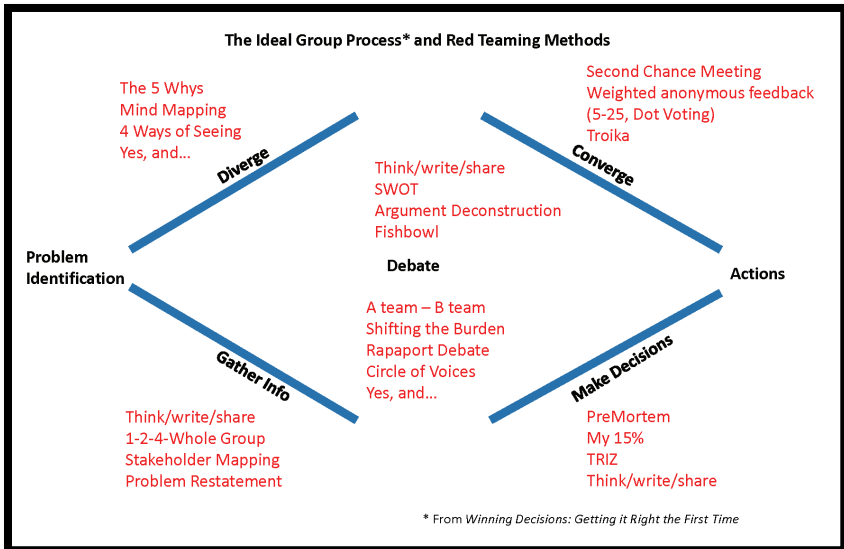 The Ideal Group Process* and Red Teaming Methods
The 5 Whys
Mind Mapping
4 Ways of Seeing
Yes, and...
Diverge
Second Chance Meeting
Weighted anonymous feedback
(5-25, Dot Voting)
Troika
Converge
Think/write/share
SWOT
Argument Deconstruction
Fishbowl
Problem
Identification
Debate
Actions
A team – B team
Shifting the Burden
Rapaport Debate
Circle of Voices
Yes, and...
Gather Info
Think/write/share
1-2-4-Whole Group
Stakeholder Mapping
Problem Restatement
Make Decisions
PreMortem
My 15%
TRIZ
Think/write/share
* From Winning Decisions: Getting it Right the First Time